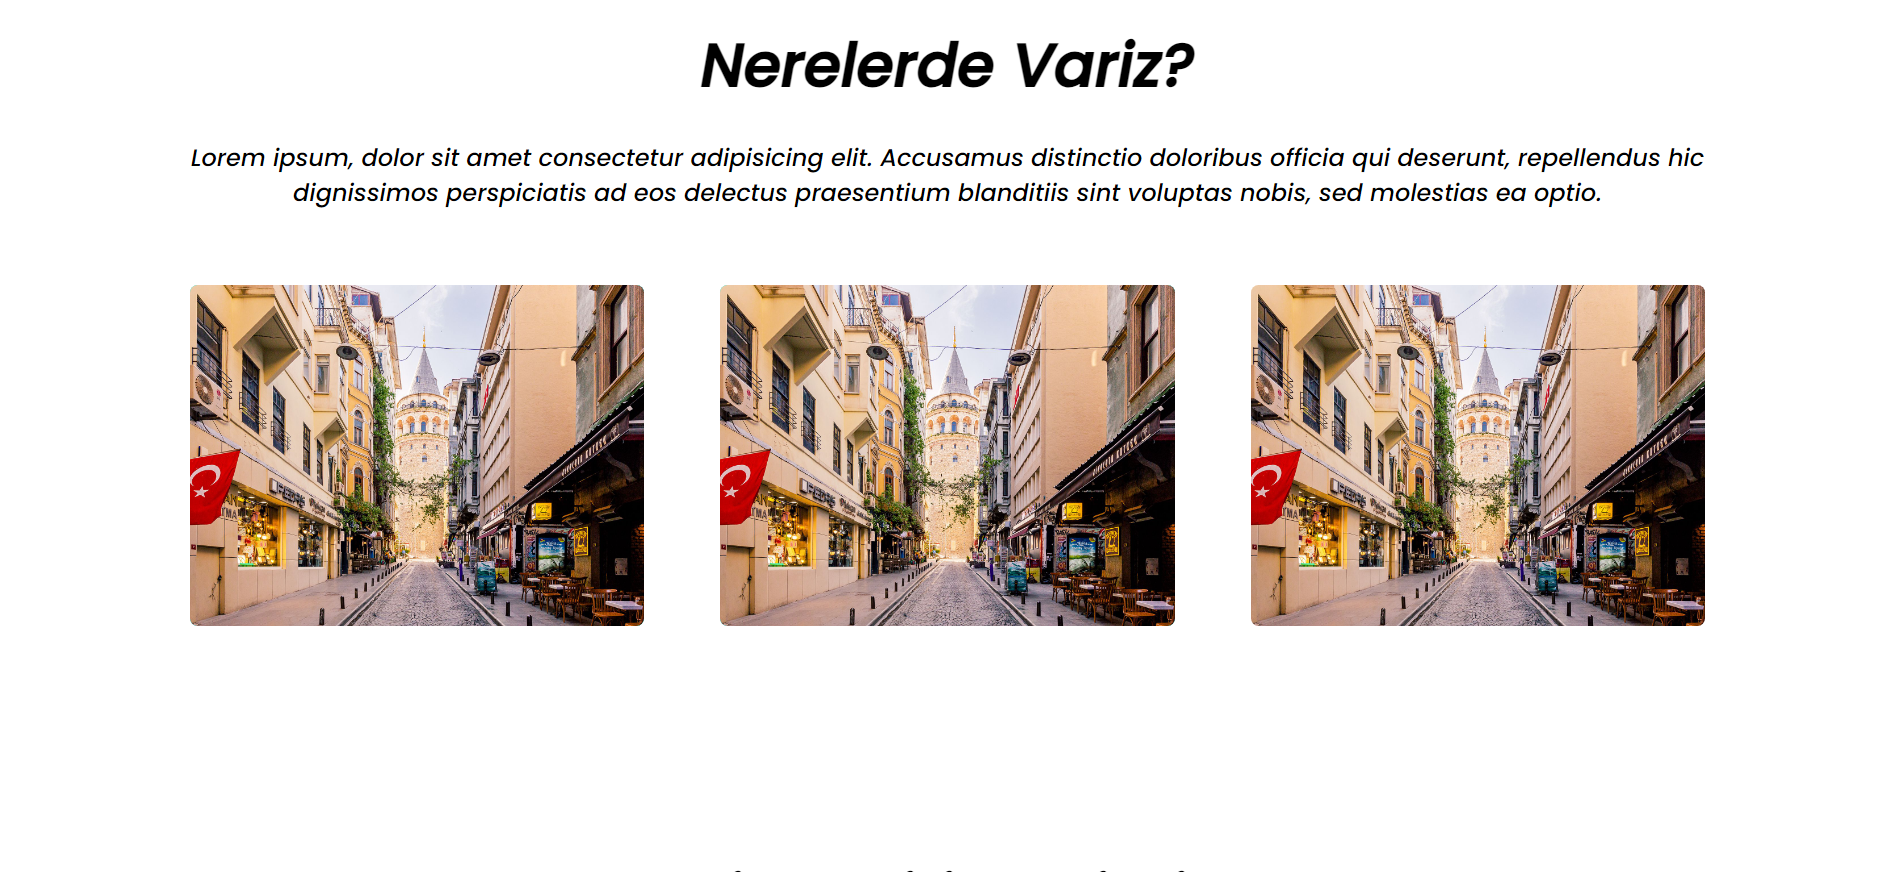 Nerelerde Variz?
Lorem ipsum, dolor sit amet consectetur adipisicing elit. Accusamus distinctio doloribus officia qui deserunt, repellendus hic
dignissimos perspiciatis ad eos delectus praesentium blanditiis sint voluptas nobis, sed molestias ea optio.